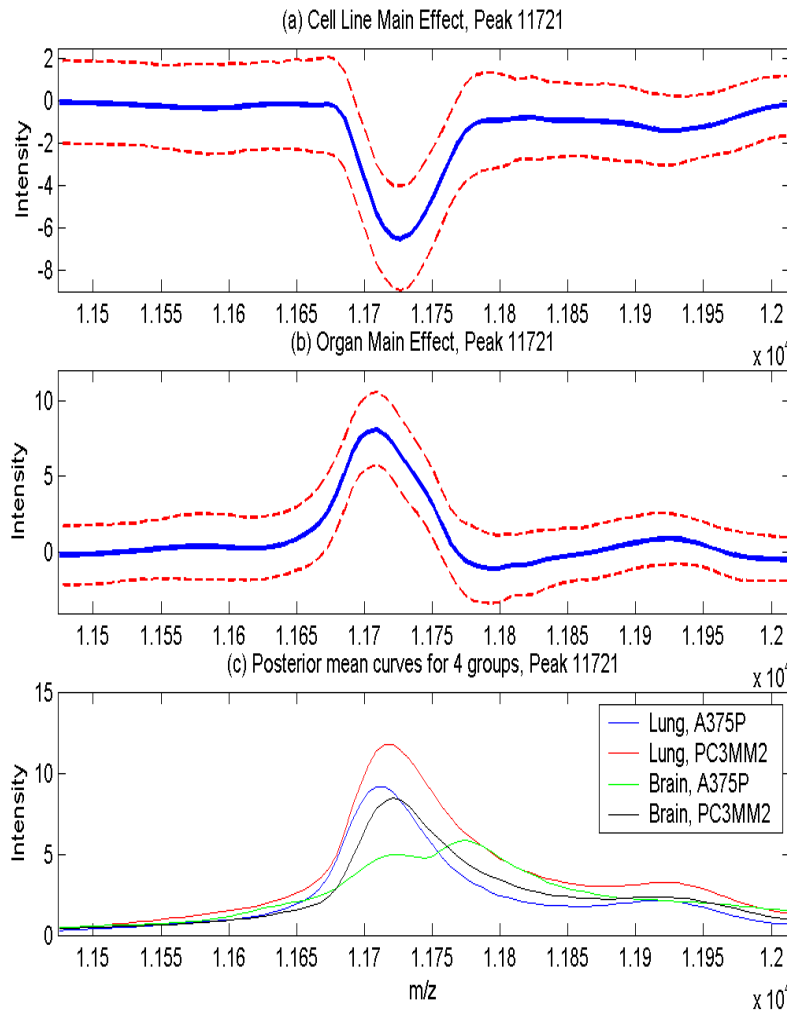 (a) Cell Line Main Effect, Peak 11721
Intensity
2
0
-2
-4
-6
-8
1.15 1.155 1.16 1.165 1.17 1.175 1.18 1.185 1.19 1.195 1.2
x 10
(b) Organ Main Effect, Peak 11721
Intensity
10
5
0
1.15 1.155 1.16 1.165 1.17 1.175 1.18 1.185 1.19 1.195 1.2
x 10
(c) Posterior mean curves for 4 groups, Peak 11721
Intensity
15
10
5
0
Lung, A375P
Lung, PC3MM2
Brain, A375P
Brain, PC3MM2
1.15 1.155 1.16 1.165 1.17 1.175 1.18 1.185 1.19 1.195 1.2
m/z
x 10